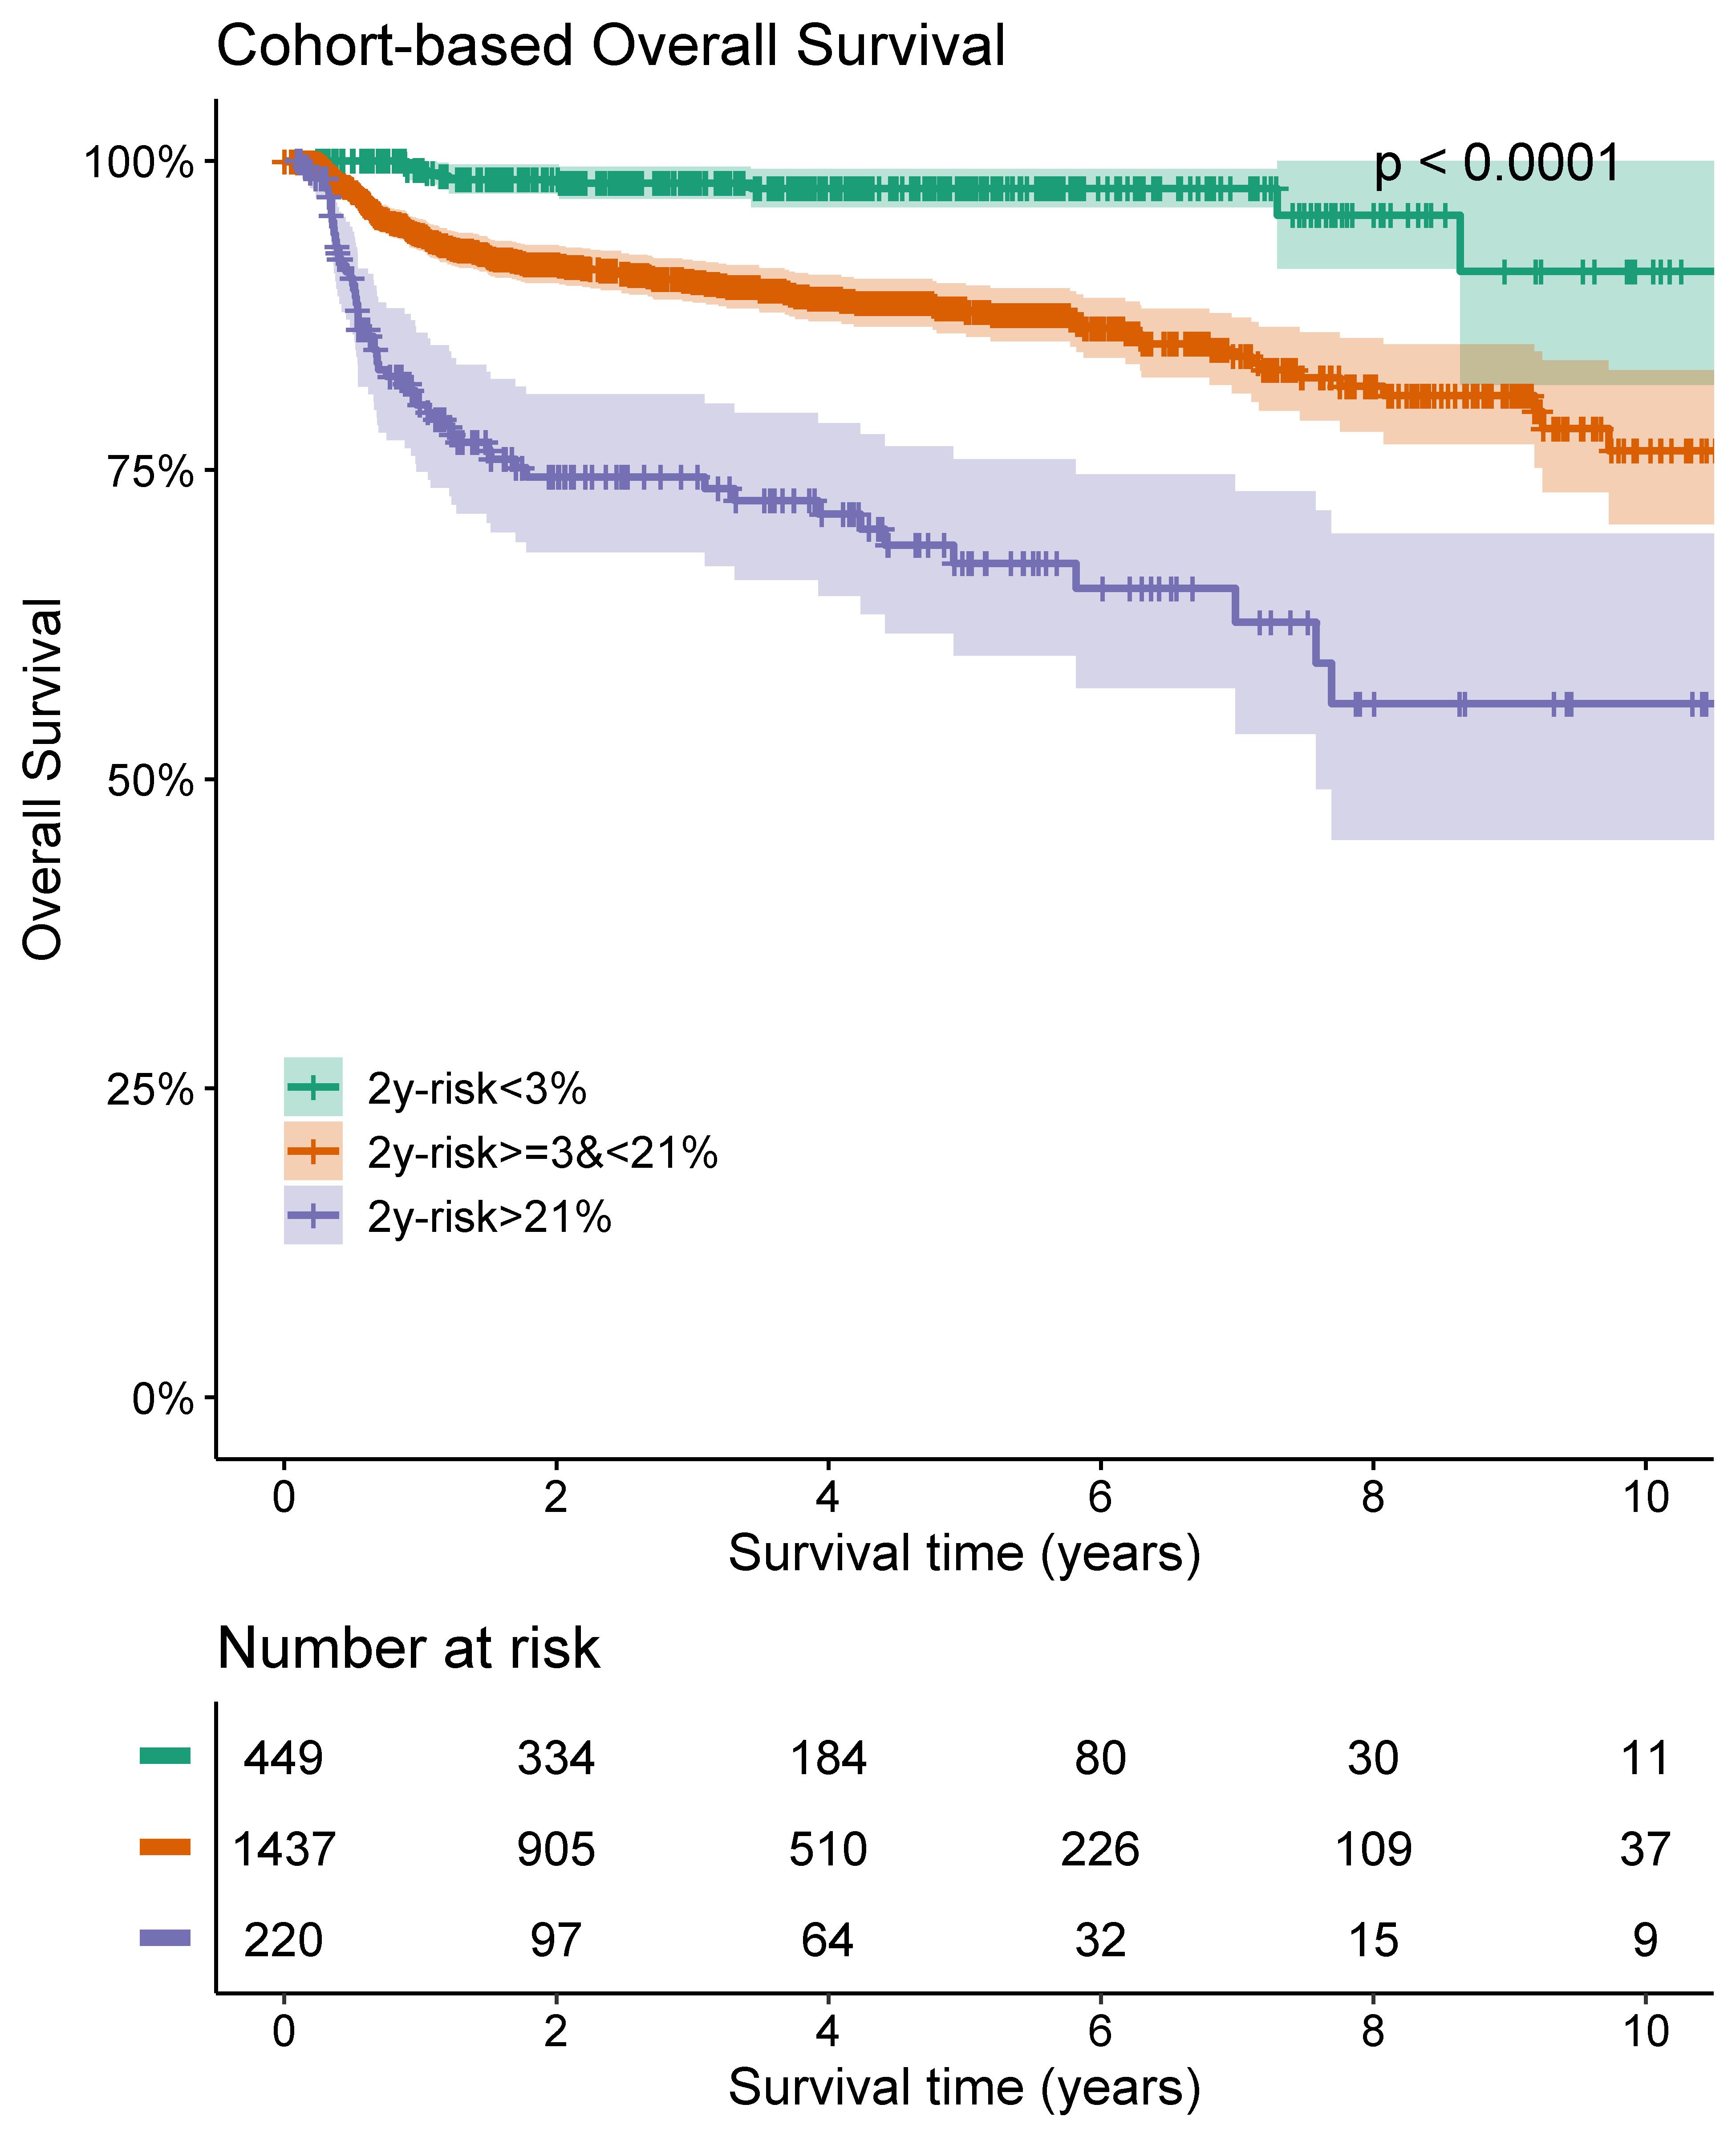 Cohort-based Overall Survival
p < 0.0001
100%
75%
50%
25%
0%
Overall Survival
2y-risk<3%
2y-risk>=3&<21%
2y-risk>21%
0 2 4 6 8 10
Survival time (years)
Number at risk
449 334 184 80 30 11
1437 905 510 226 109 37
220 97 64 32 15 9
0 2 4 6 8 10
Survival time (years)